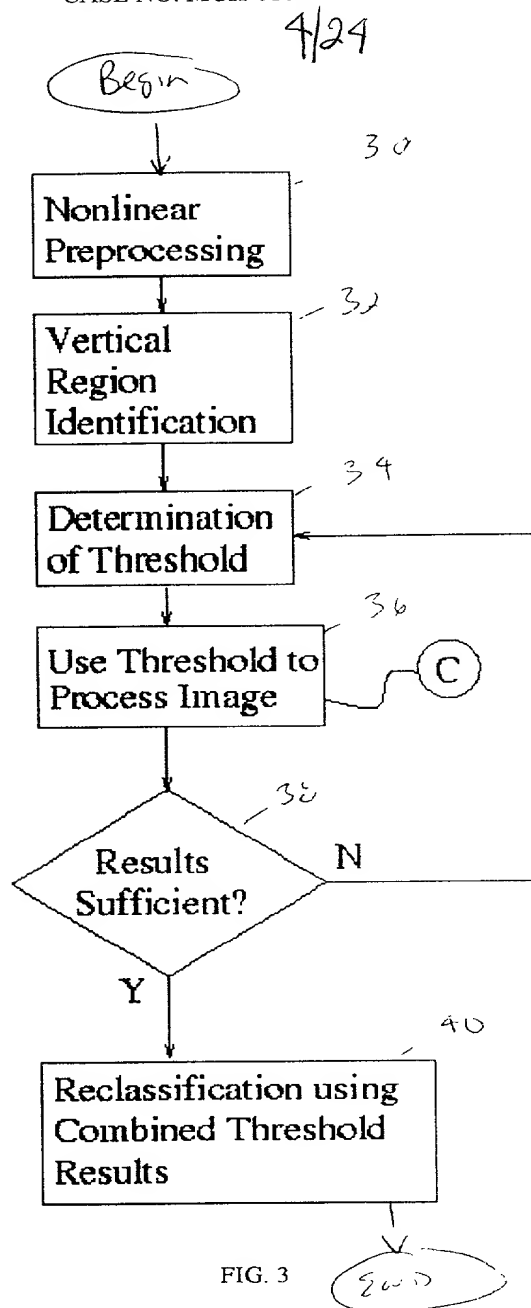 4/24
Begin
30
Nonlinear
Preprocessing
32
Vertical
Region
Identification
34
Determination
of Threshold
36
Use Threshold to
Process Image
C
38
Results
Sufficient?
N
Y
40
Reclassification using
Combined Threshold
Results
FIG. 3
End